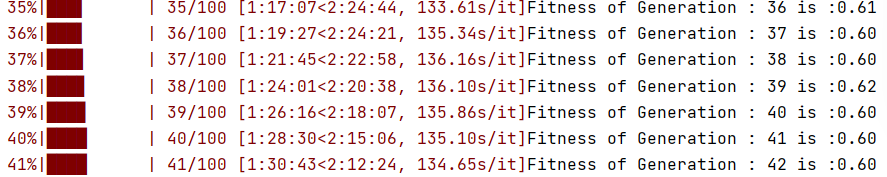 35%|███▌      | 35/100 [1:17:07<2:24:44, 133.61s/it]Fitness of Generation : 36 is :0.61
36%|███▌      | 36/100 [1:19:27<2:24:21, 135.34s/it]Fitness of Generation : 37 is :0.60
37%|███▋      | 37/100 [1:21:45<2:22:58, 136.16s/it]Fitness of Generation : 38 is :0.60
38%|███▊      | 38/100 [1:24:01<2:20:38, 136.10s/it]Fitness of Generation : 39 is :0.62
39%|███▉      | 39/100 [1:26:16<2:18:07, 135.86s/it]Fitness of Generation : 40 is :0.60
40%|████      | 40/100 [1:28:30<2:15:06, 135.10s/it]Fitness of Generation : 41 is :0.60
41%|████      | 41/100 [1:30:43<2:12:24, 134.65s/it]Fitness of Generation : 42 is :0.60